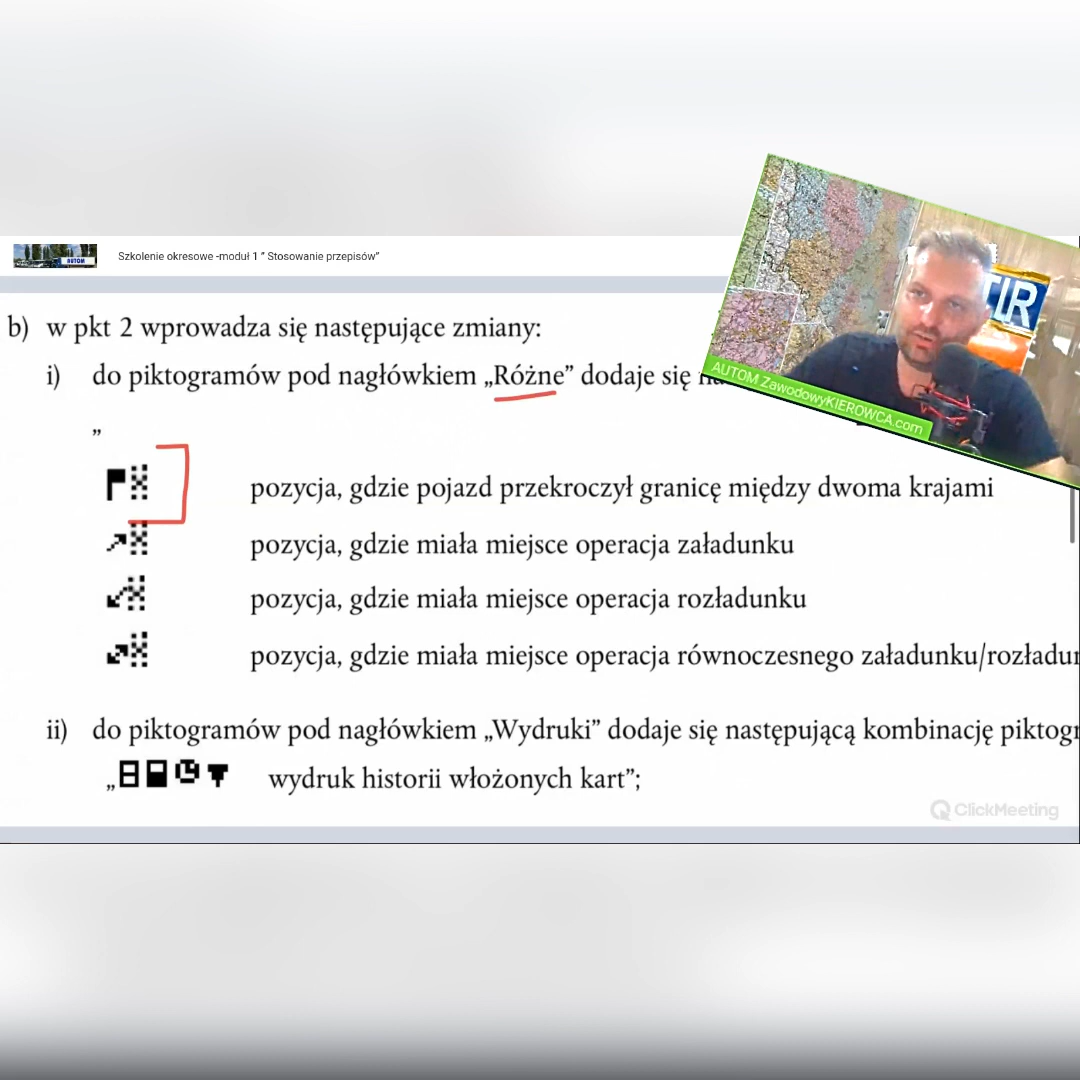 AUTOM
Szkolenie okresowe -moduł 1 " Stosowanie przepisów"
TIR
AUTOM ZawodowyKIEROWCA.com
b) w pkt 2 wprowadza się następujące zmiany:
i) do piktogramów pod nagłówkiem „Różne” dodaje się
”
pozycja, gdzie pojazd przekroczył granicę między dwoma krajami
pozycja, gdzie miała miejsce operacja załadunku
pozycja, gdzie miała miejsce operacja rozładunku
pozycja, gdzie miała miejsce operacja równoczesnego załadunku/rozładu
ii) do piktogramów pod nagłówkiem „Wydruki” dodaje się następującą kombinację piktogr
„ wydruk historii włożonych kart”;
ClickMeeting